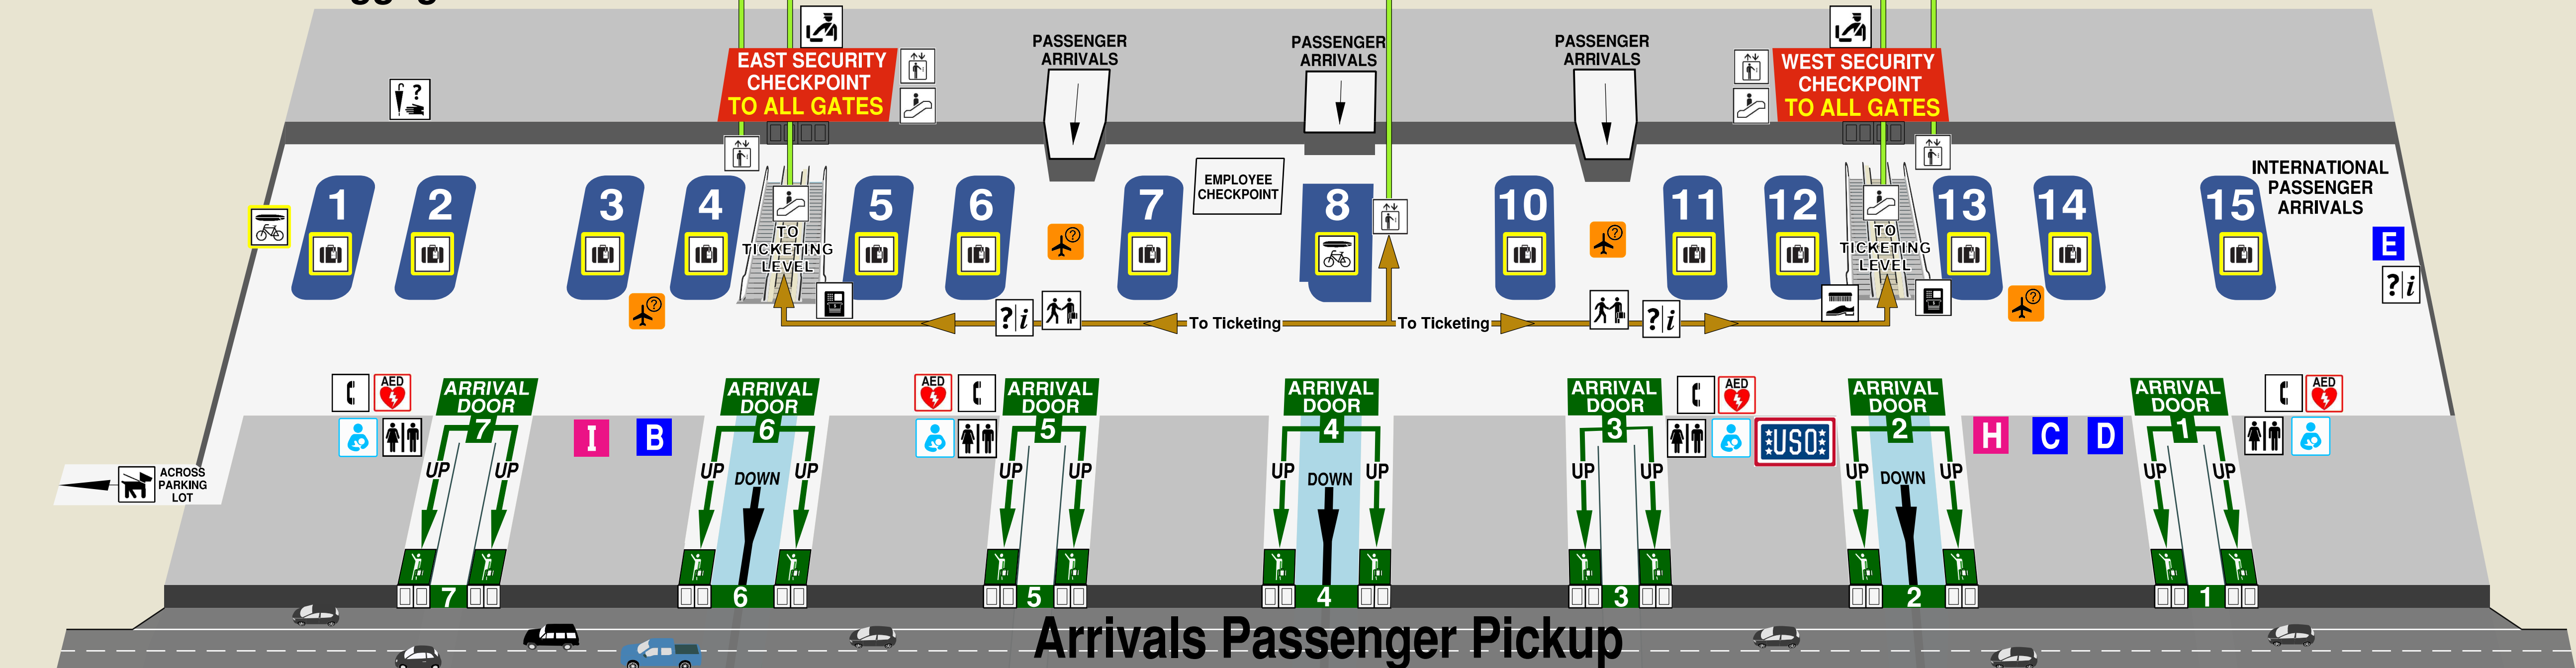 PASSENGER
ARRIVALS
PASSENGER
ARRIVALS
PASSENGER
ARRIVALS
EAST SECURITY
CHECKPOINT
TO ALL GATES
WEST SECURITY
CHECKPOINT
TO ALL GATES
?
1
2
3
4
5
6
7
EMPLOYEE
CHECKPOINT
8
10
11
12
13
14
15
INTERNATIONAL
PASSENGER
ARRIVALS
TO
TICKETING
LEVEL
TO
TICKETING
LEVEL
?
?
?
?
E
?i
?i
To Ticketing
To Ticketing
?i
AED
AED
AED
AED
ARRIVAL
DOOR
7
ARRIVAL
DOOR
6
ARRIVAL
DOOR
5
ARRIVAL
DOOR
4
ARRIVAL
DOOR
3
ARRIVAL
DOOR
2
ARRIVAL
DOOR
1
I
B
USO
H
C
D
UP
UP
UP
DOWN
UP
UP
UP
UP
DOWN
UP
UP
UP
UP
DOWN
UP
UP
UP
ACROSS
PARKING
LOT
7
6
5
4
3
2
1
Arrivals Passenger Pickup